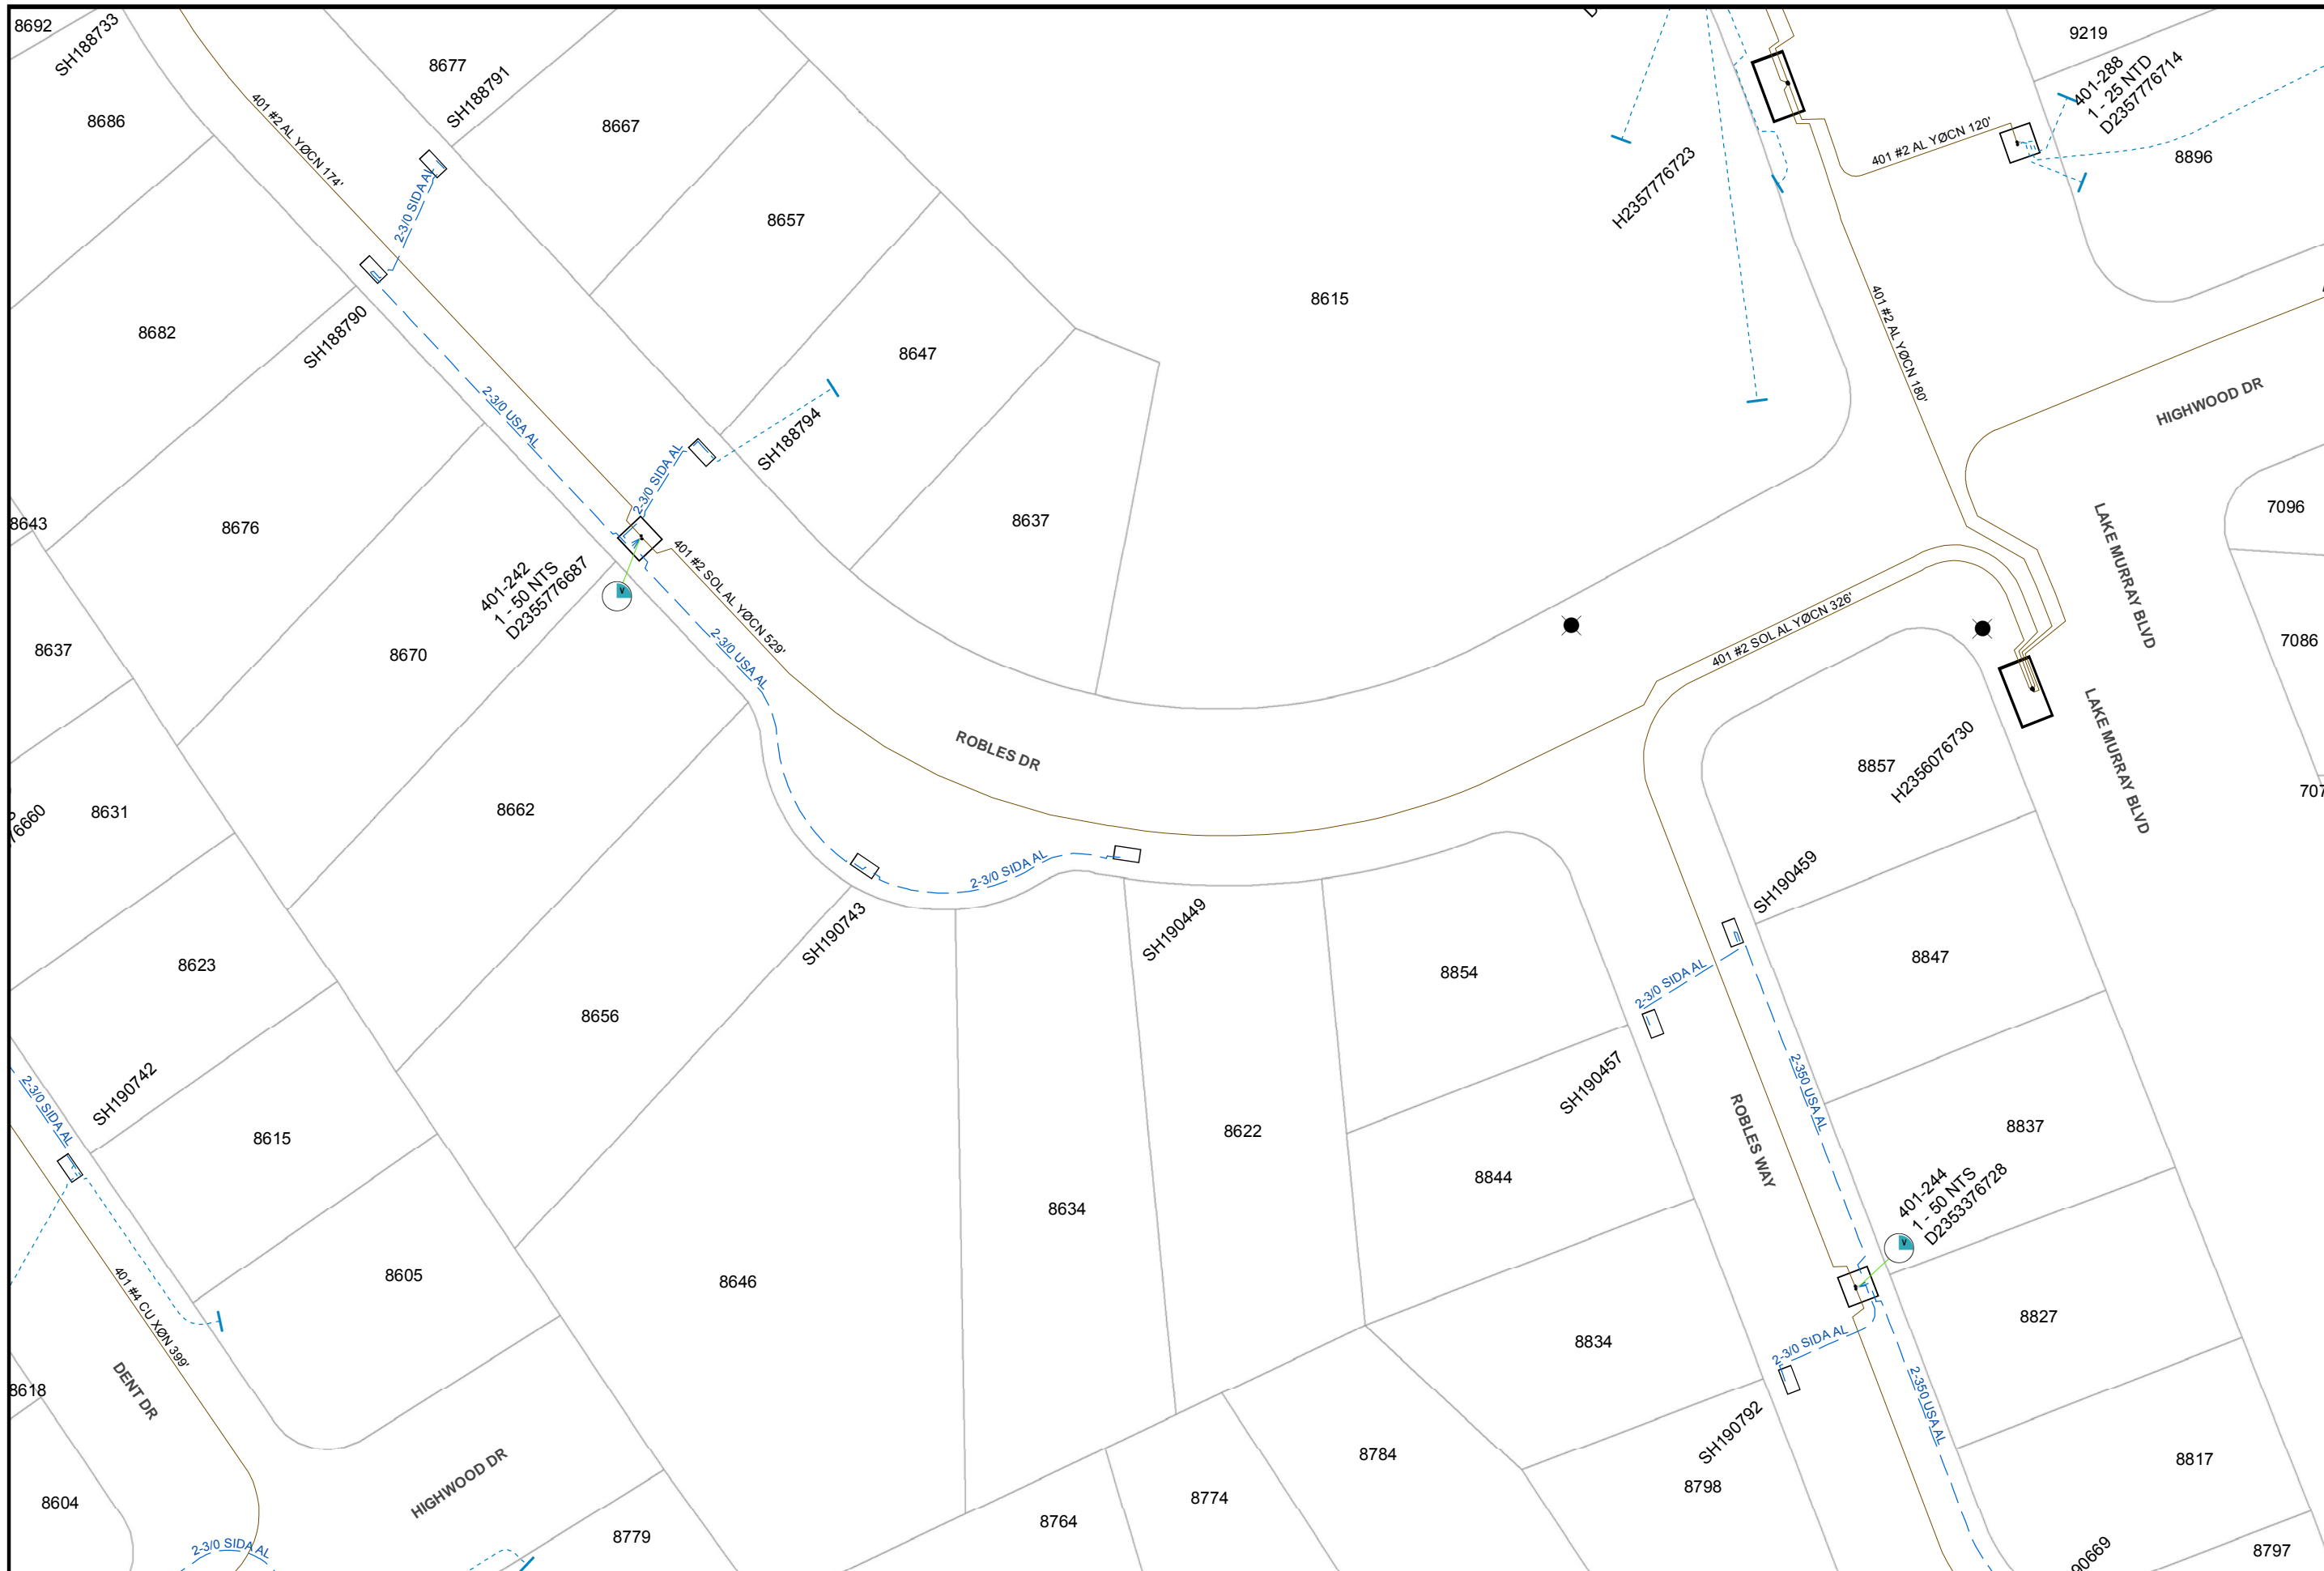 8692
SH188733
8677
SH188791
9219
401-288
1 - 25 NTD
D2357776714
8686
401 #2 AL YØCN 174'
8667
401 #2 AL YØCN 120'
8896
H2357776723
2-3/0 SIDA AL
8657
8615
8682
SH188790
401 #2 AL YØCN 180'
8647
HIGHWOOD DR
2-3/0 USA AL
SH188794
2-3/0 SIDA AL
8643
8676
8637
7096
LAKE MURRAY BLVD
401-242
1 - 50 NTS
D2355776687
V
401 #2 SOL AL YØCN 529'
8637
8670
2-3/0 USA AL
401 #2 SOL AL YØCN 326'
7086
ROBLES DR
LAKE MURRAY BLVD
8857
H2356076730
707
76660
8631
8662
SH190459
SH190743
2-3/0 SIDA AL
SH190449
8623
8854
8847
2-3/0 SIDA AL
8656
SH190457
2-3/0 SIDA AL
SH190742
2-350 USA AL
8615
8622
8837
ROBLES WAY
8844
401-244
1 - 50 NTS
D2353376728
V
8634
8605
8646
401 #4 CU XØN 399'
8834
8827
2-3/0 SIDA AL
DENT DR
8618
SH190792
2-350 USA AL
8784
8817
HIGHWOOD DR
8604
8774
8798
8764
8779
2-3/0 SIDA AL
90669
8797